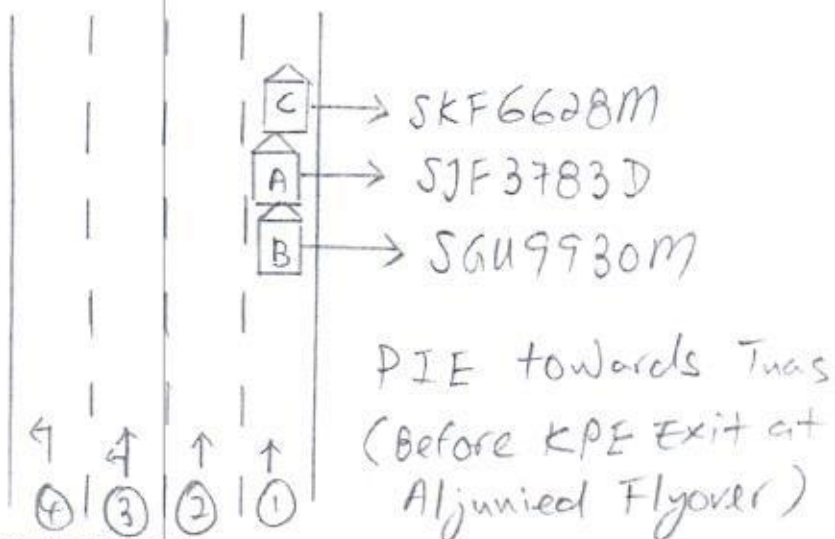 C → SKF6628M
A → SJF3783D
B → SGU9930M
PIE towards Tuas
(Before KPE Exit at
Aljunied Flyover)
4 3 2 1